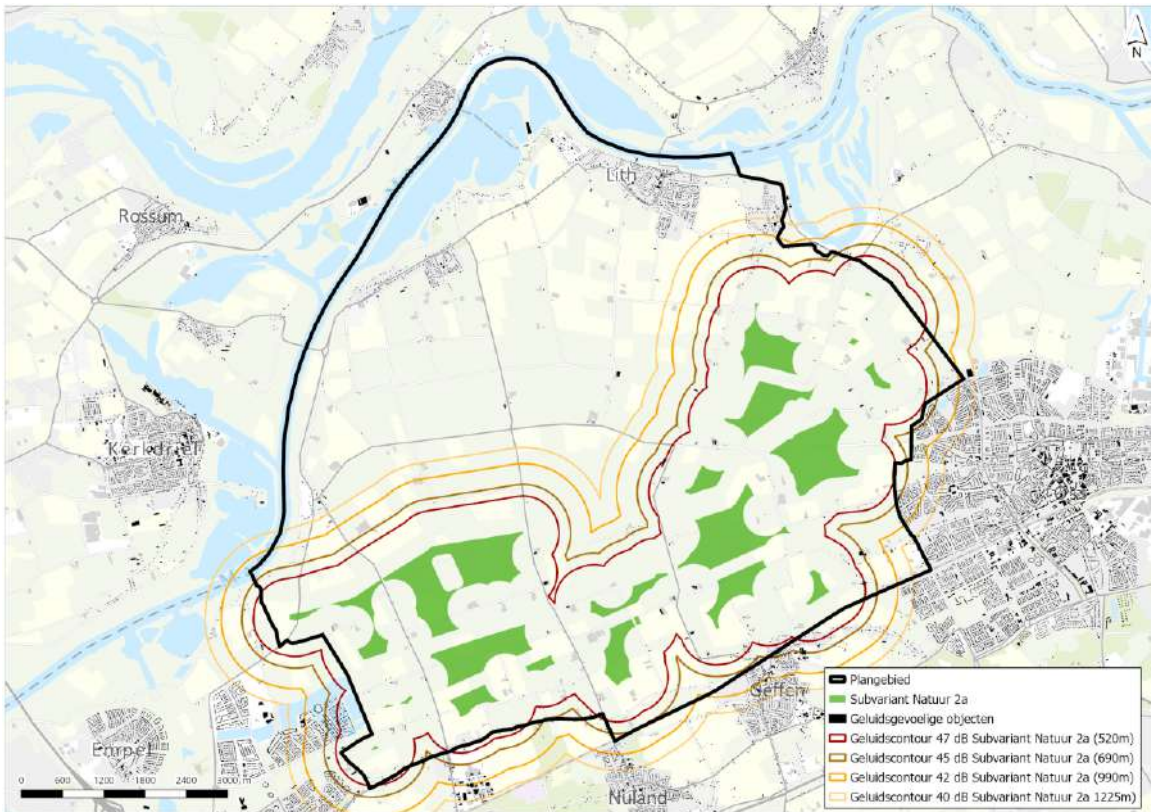 N
Lith
Rossum
Kerkdriel
Empel
Geffen
Nuland
0 600 1200 1800 2400 3000 m
Plangebied
Subvariant Natuur 2a
Geluidsgevoelige objecten
Geluidscontour 47 dB Subvariant Natuur 2a (520m)
Geluidscontour 45 dB Subvariant Natuur 2a (690m)
Geluidscontour 42 dB Subvariant Natuur 2a (990m)
Geluidscontour 40 dB Subvariant Natuur 2a 1225m)